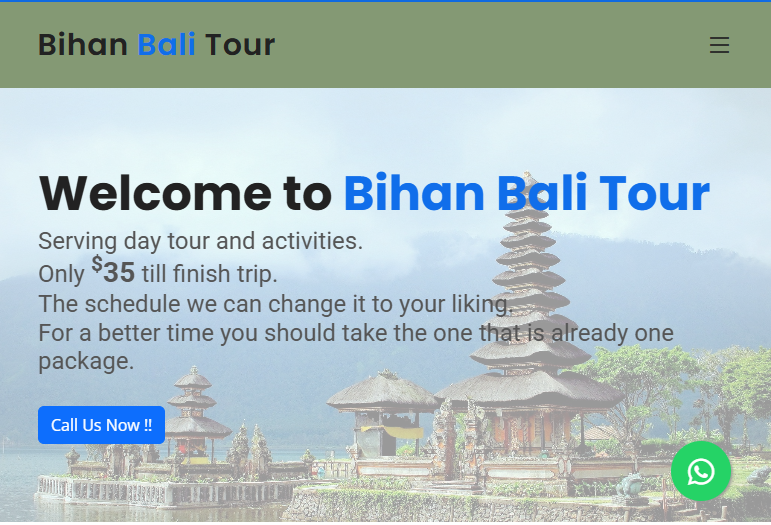 Bihan Bali Tour
Welcome to Bihan Bali Tour
Serving day tour and activities.
Only $35 till finish trip.
The schedule we can change it to your liking.
For a better time you should take the one that is already one
package.
Call Us Now !!